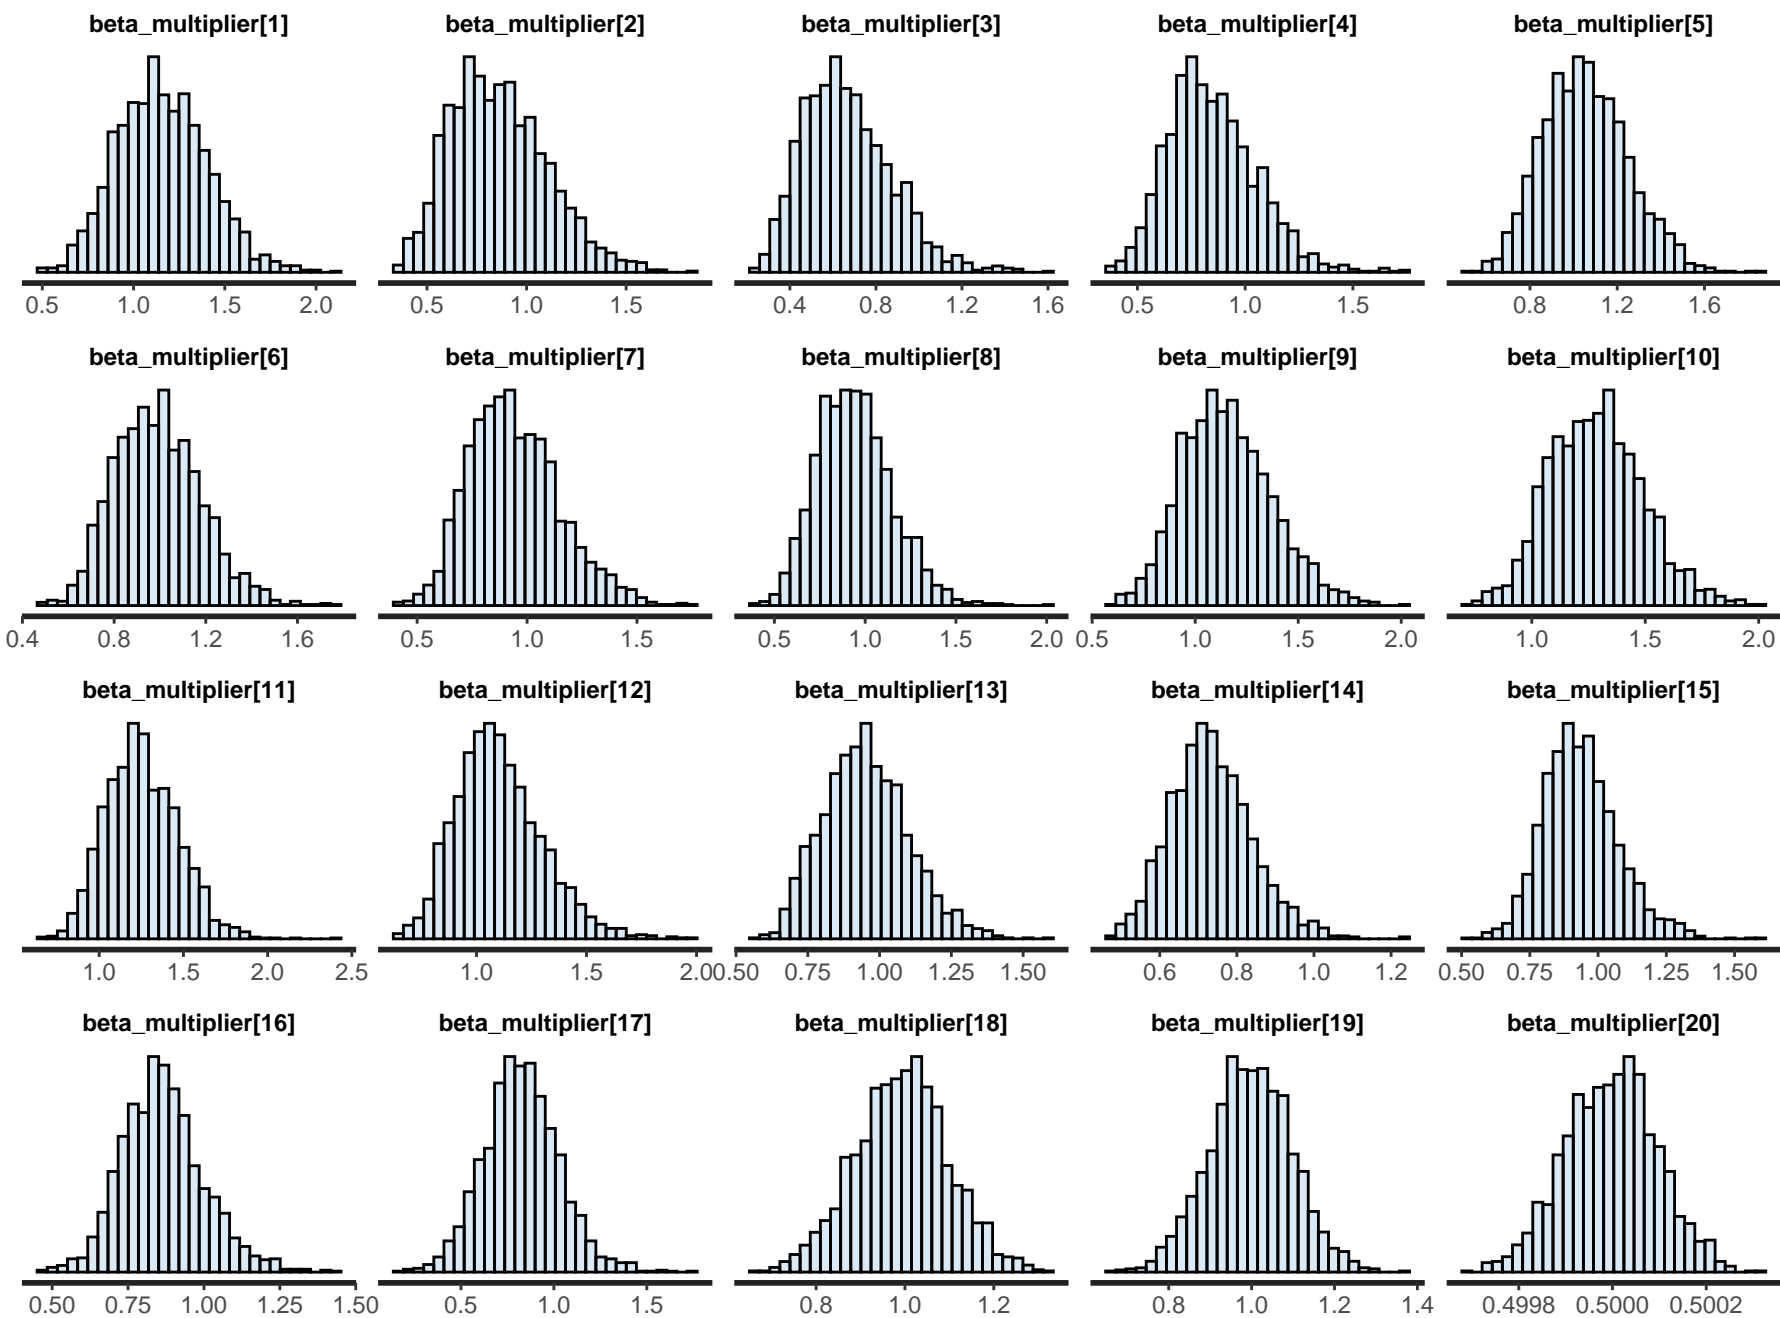 beta_multiplier[1] beta_multiplier[2] beta_multiplier[3] beta_multiplier[4] beta_multiplier[5]
0.5 1.0 1.5 2.0 0.5 1.0 1.5 0.4 0.8 1.2 1.6 0.5 1.0 1.5 0.8 1.2 1.6
beta_multiplier[6] beta_multiplier[7] beta_multiplier[8] beta_multiplier[9] beta_multiplier[10]
0.4 0.8 1.2 1.6 0.5 1.0 1.5 0.5 1.0 1.5 2.0 0.5 1.0 1.5 2.0 1.0 1.5 2.0
beta_multiplier[11] beta_multiplier[12] beta_multiplier[13] beta_multiplier[14] beta_multiplier[15]
1.0 1.5 2.0 2.5 1.0 1.5 2.0 0.50 0.75 1.00 1.25 1.50 0.6 0.8 1.0 1.2 0.50 0.75 1.00 1.25 1.50
beta_multiplier[16] beta_multiplier[17] beta_multiplier[18] beta_multiplier[19] beta_multiplier[20]
0.50 0.75 1.00 1.25 1.50 0.5 1.0 1.5 0.8 1.0 1.2 0.8 1.0 1.2 1.4 0.4998 0.5000 0.5002